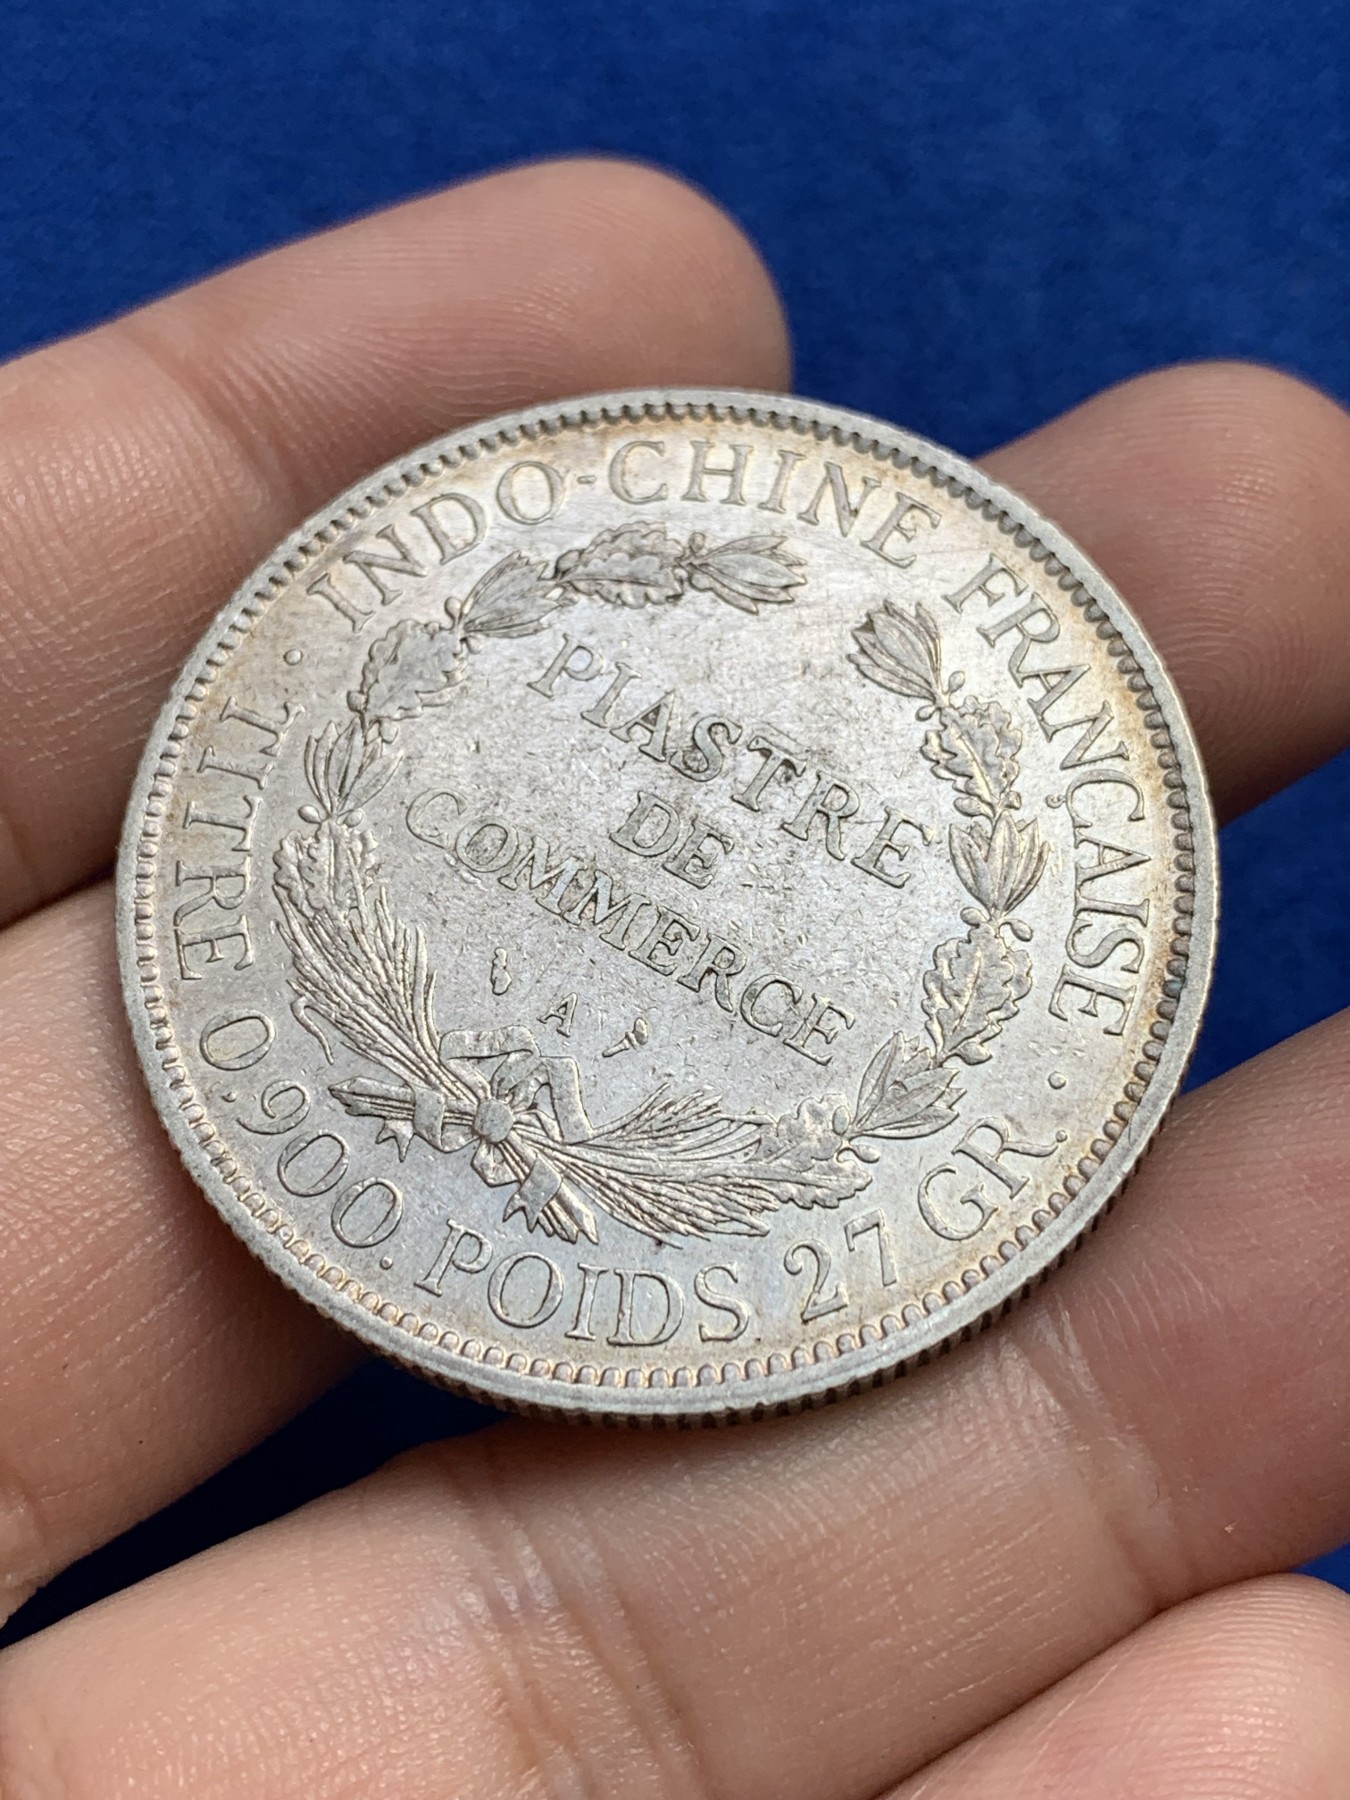 INDO-CHINE FRANÇAISE
PIASTRE
DE
COMMERCE
A
· TITRE 0,900. POIDS 27 GR. ·